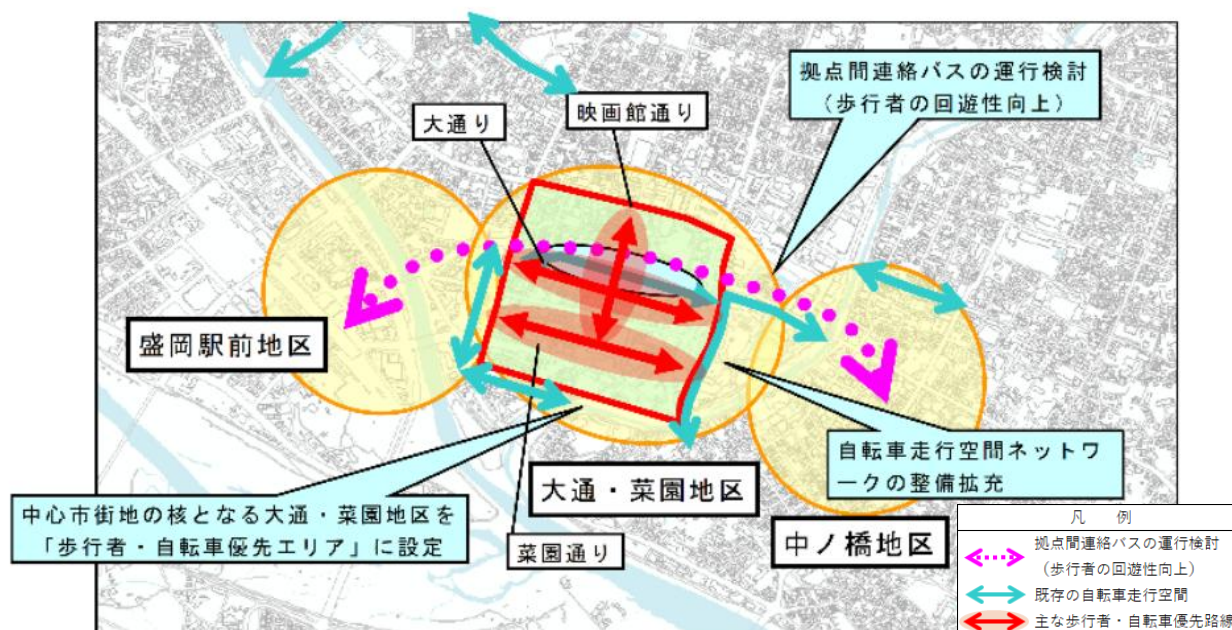 拠点間連絡バスの運行検討
（歩行者の回遊性向上）
映画館通り
大通り
盛岡駅前地区
自転車走行空間ネットワ
ークの整備拡充
大通・菜園地区
中心市街地の核となる大通・菜園地区を
「歩行者・自転車優先エリア」に設定
菜園通り
中ノ橋地区
凡　例
拠点間連絡バスの運行検討
（歩行者の回遊性向上）
既存の自転車走行空間
主な歩行者・自転車優先路線